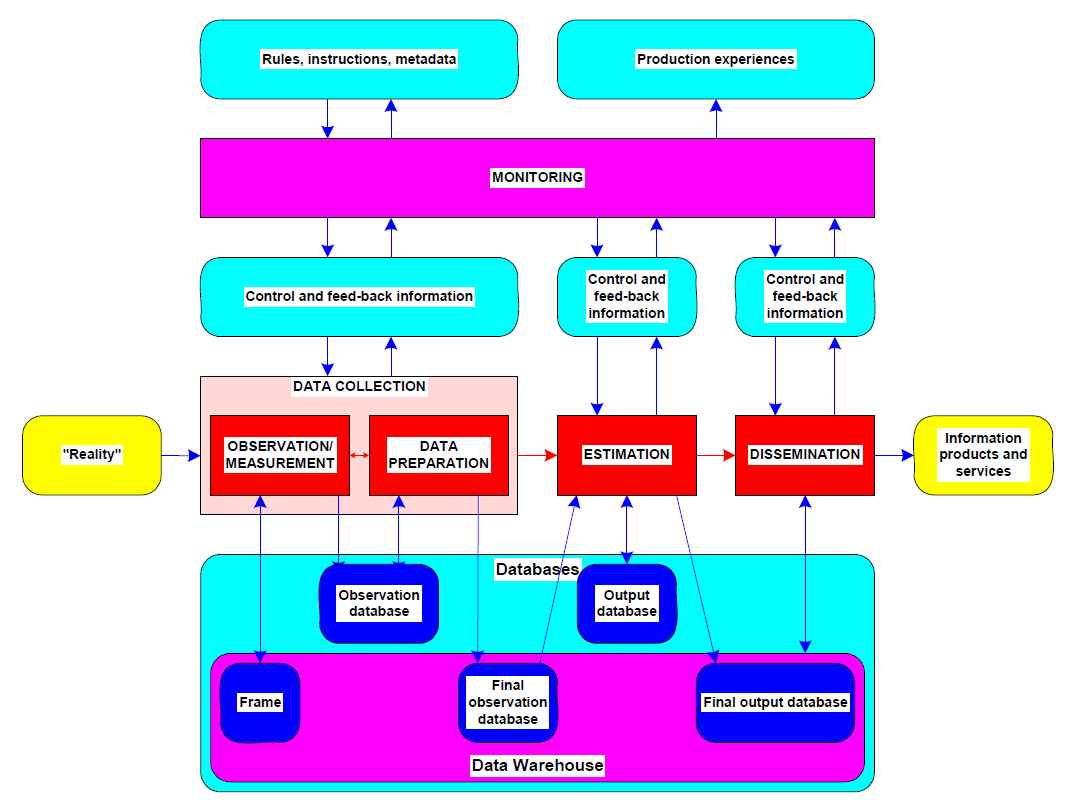 Rules, instructions, metadata
Production experiences
MONITORING
Control and feed-back information
Control and
feed-back
information
Control and
feed-back
information
DATA COLLECTION
"Reality"
OBSERVATION/
MEASUREMENT
DATA
PREPARATION
ESTIMATION
DISSEMINATION
Information
products and
services
Databases
Observation
database
Output
database
Frame
Final
observation
database
Final output database
Data Warehouse